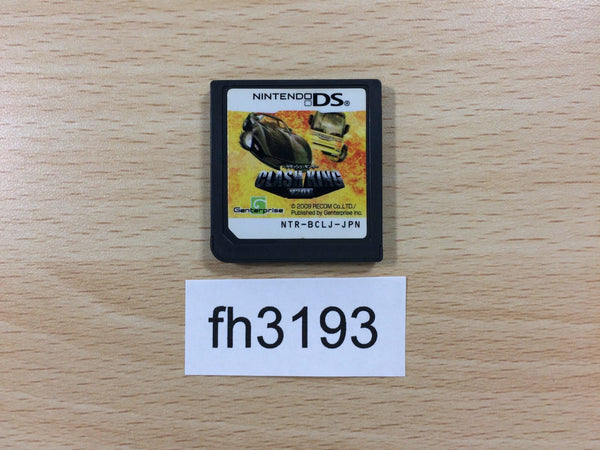 NINTENDO DS®
CLASH KING
Genterprise
© 2009 RECOM Co.,LTD./
Published by Genterprise Inc.
NTR-BCLJ-JPN
fh3193